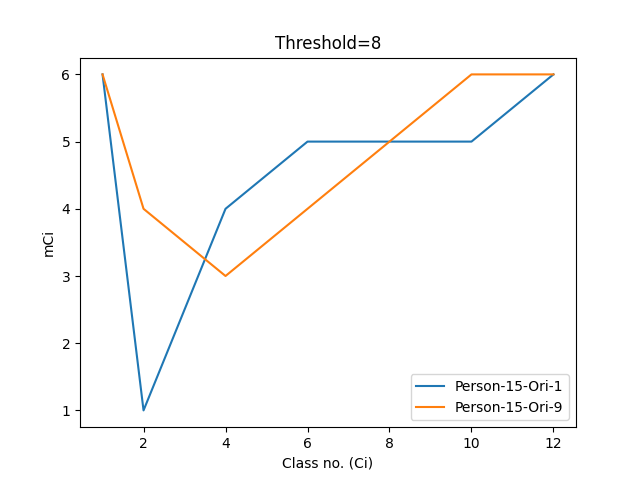 Threshold=8
mCi
6
5
4
3
2
1
2 4 6 8 10 12
Class no. (Ci)
Person-15-Ori-1
Person-15-Ori-9